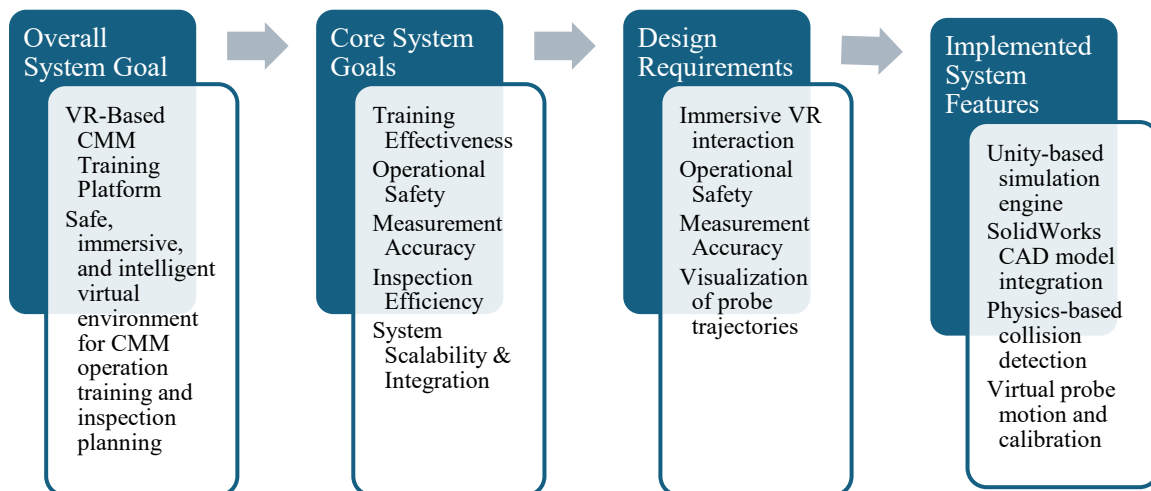 Overall
System Goal
VR-Based
CMM
Training
Platform
Safe,
immersive,
and intelligent
virtual
environment
for CMM
operation
training and
inspection
planning
Core System
Goals
Training
Effectiveness
Operational
Safety
Measurement
Accuracy
Inspection
Efficiency
System
Scalability &
Integration
Design
Requirements
Immersive VR
interaction
Operational
Safety
Measurement
Accuracy
Visualization
of probe
trajectories
Implemented
System
Features
Unity-based
simulation
engine
SolidWorks
CAD model
integration
Physics-based
collision
detection
Virtual probe
motion and
calibration